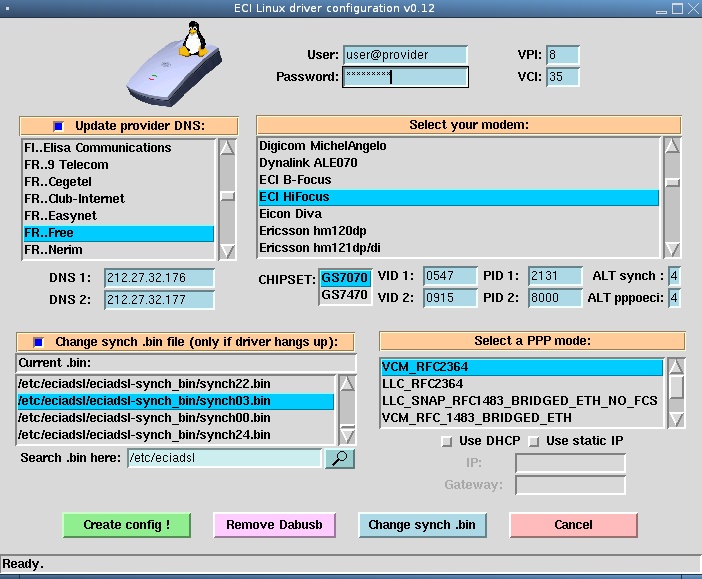 ECI Linux driver configuration v0.12
User: user@provider VPI: 8
Password: ********* VCI: 35
Update provider DNS:
FI..Elisa Communications
FR..9 Telecom
FR..Cegetel
FR..Club-Internet
FR..Easynet
FR..Free
FR..Nerim
Select your modem:
Digicom MichelAngelo
Dynalink ALE070
ECI B-Focus
ECI HiFocus
Eicon Diva
Ericsson hm120dp
Ericsson hm121dp/di
DNS 1: 212.27.32.176
DNS 2: 212.27.32.177
CHIPSET: GS7070
GS7470
VID 1: 0547 PID 1: 2131 ALT synch : 4
VID 2: 0915 PID 2: 8000 ALT pppoeci: 4
Change synch .bin file (only if driver hangs up):
Current .bin:
/etc/eciadsl/eciadsl-synch_bin/synch22.bin
/etc/eciadsl/eciadsl-synch_bin/synch03.bin
/etc/eciadsl/eciadsl-synch_bin/synch00.bin
/etc/eciadsl/eciadsl-synch_bin/synch24.bin
Search .bin here: /etc/eciadsl
Select a PPP mode:
VCM_RFC2364
LLC_RFC2364
LLC_SNAP_RFC1483_BRIDGED_ETH_NO_FCS
VCM_RFC_1483_BRIDGED_ETH
Use DHCP Use static IP
IP:
Gateway:
Create config ! Remove Dabusb Change synch .bin Cancel
Ready.